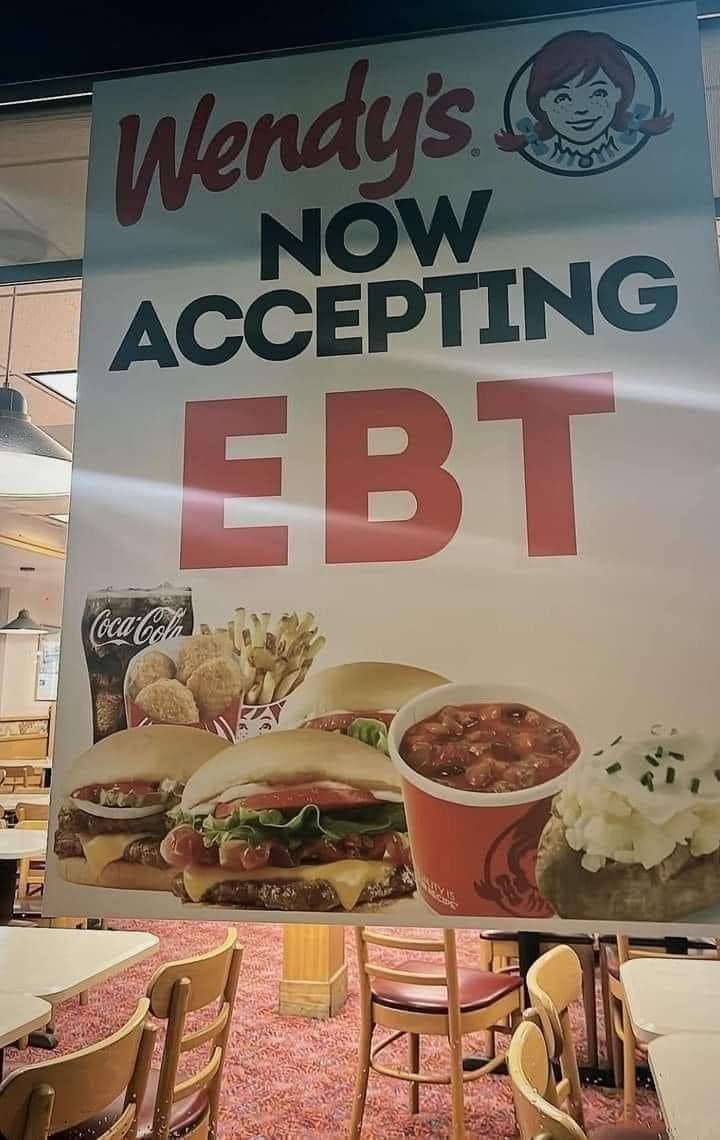 Wendy's
NOW
ACCEPTING
EBT
Coca-Cola